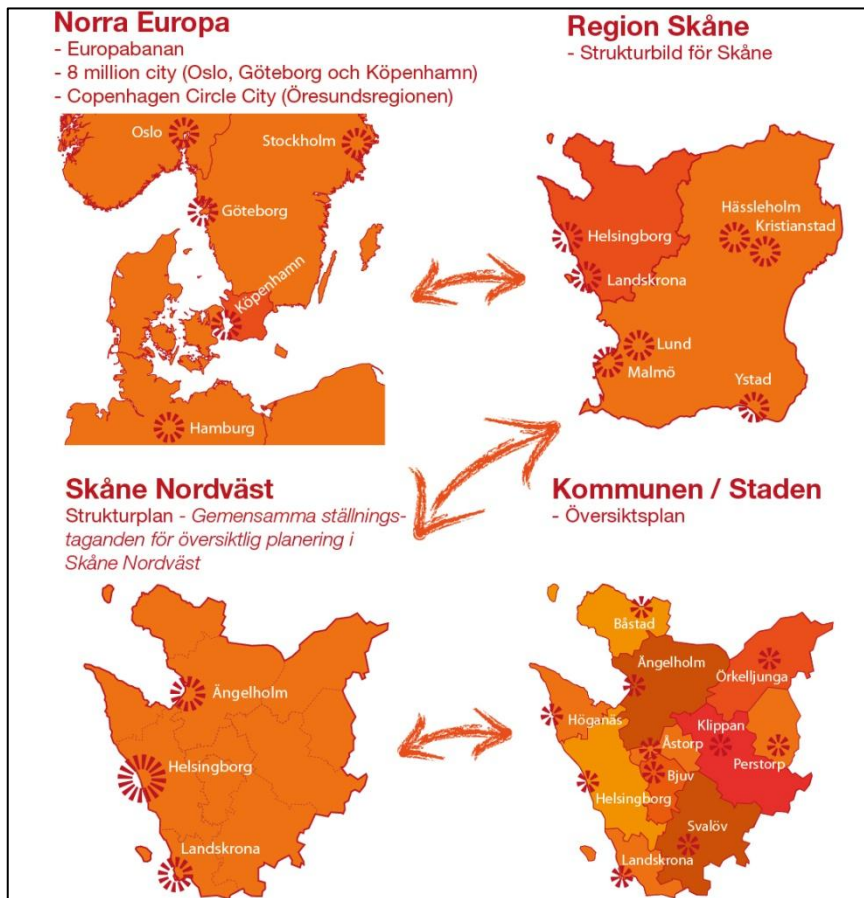 Norra Europa
- Europabanan
- 8 million city (Oslo, Göteborg och Köpenhamn)
- Copenhagen Circle City (Öresundsregionen)
Oslo
Stockholm
Göteborg
Köpenhamn
Hamburg
Region Skåne
- Strukturbild för Skåne
Hässleholm
Kristianstad
Helsingborg
Landskrona
Lund
Malmö
Ystad
Skåne Nordväst
Strukturplan - Gemensamma ställnings-
taganden för översiktlig planering i
Skåne Nordväst
Ängelholm
Helsingborg
Landskrona
Kommunen / Staden
- Översiktsplan
Båstad
Ängelholm
Örkelljunga
Höganäs
Klippan
Åstorp
Perstorp
Bjuv
Helsingborg
Svalöv
Landskrona